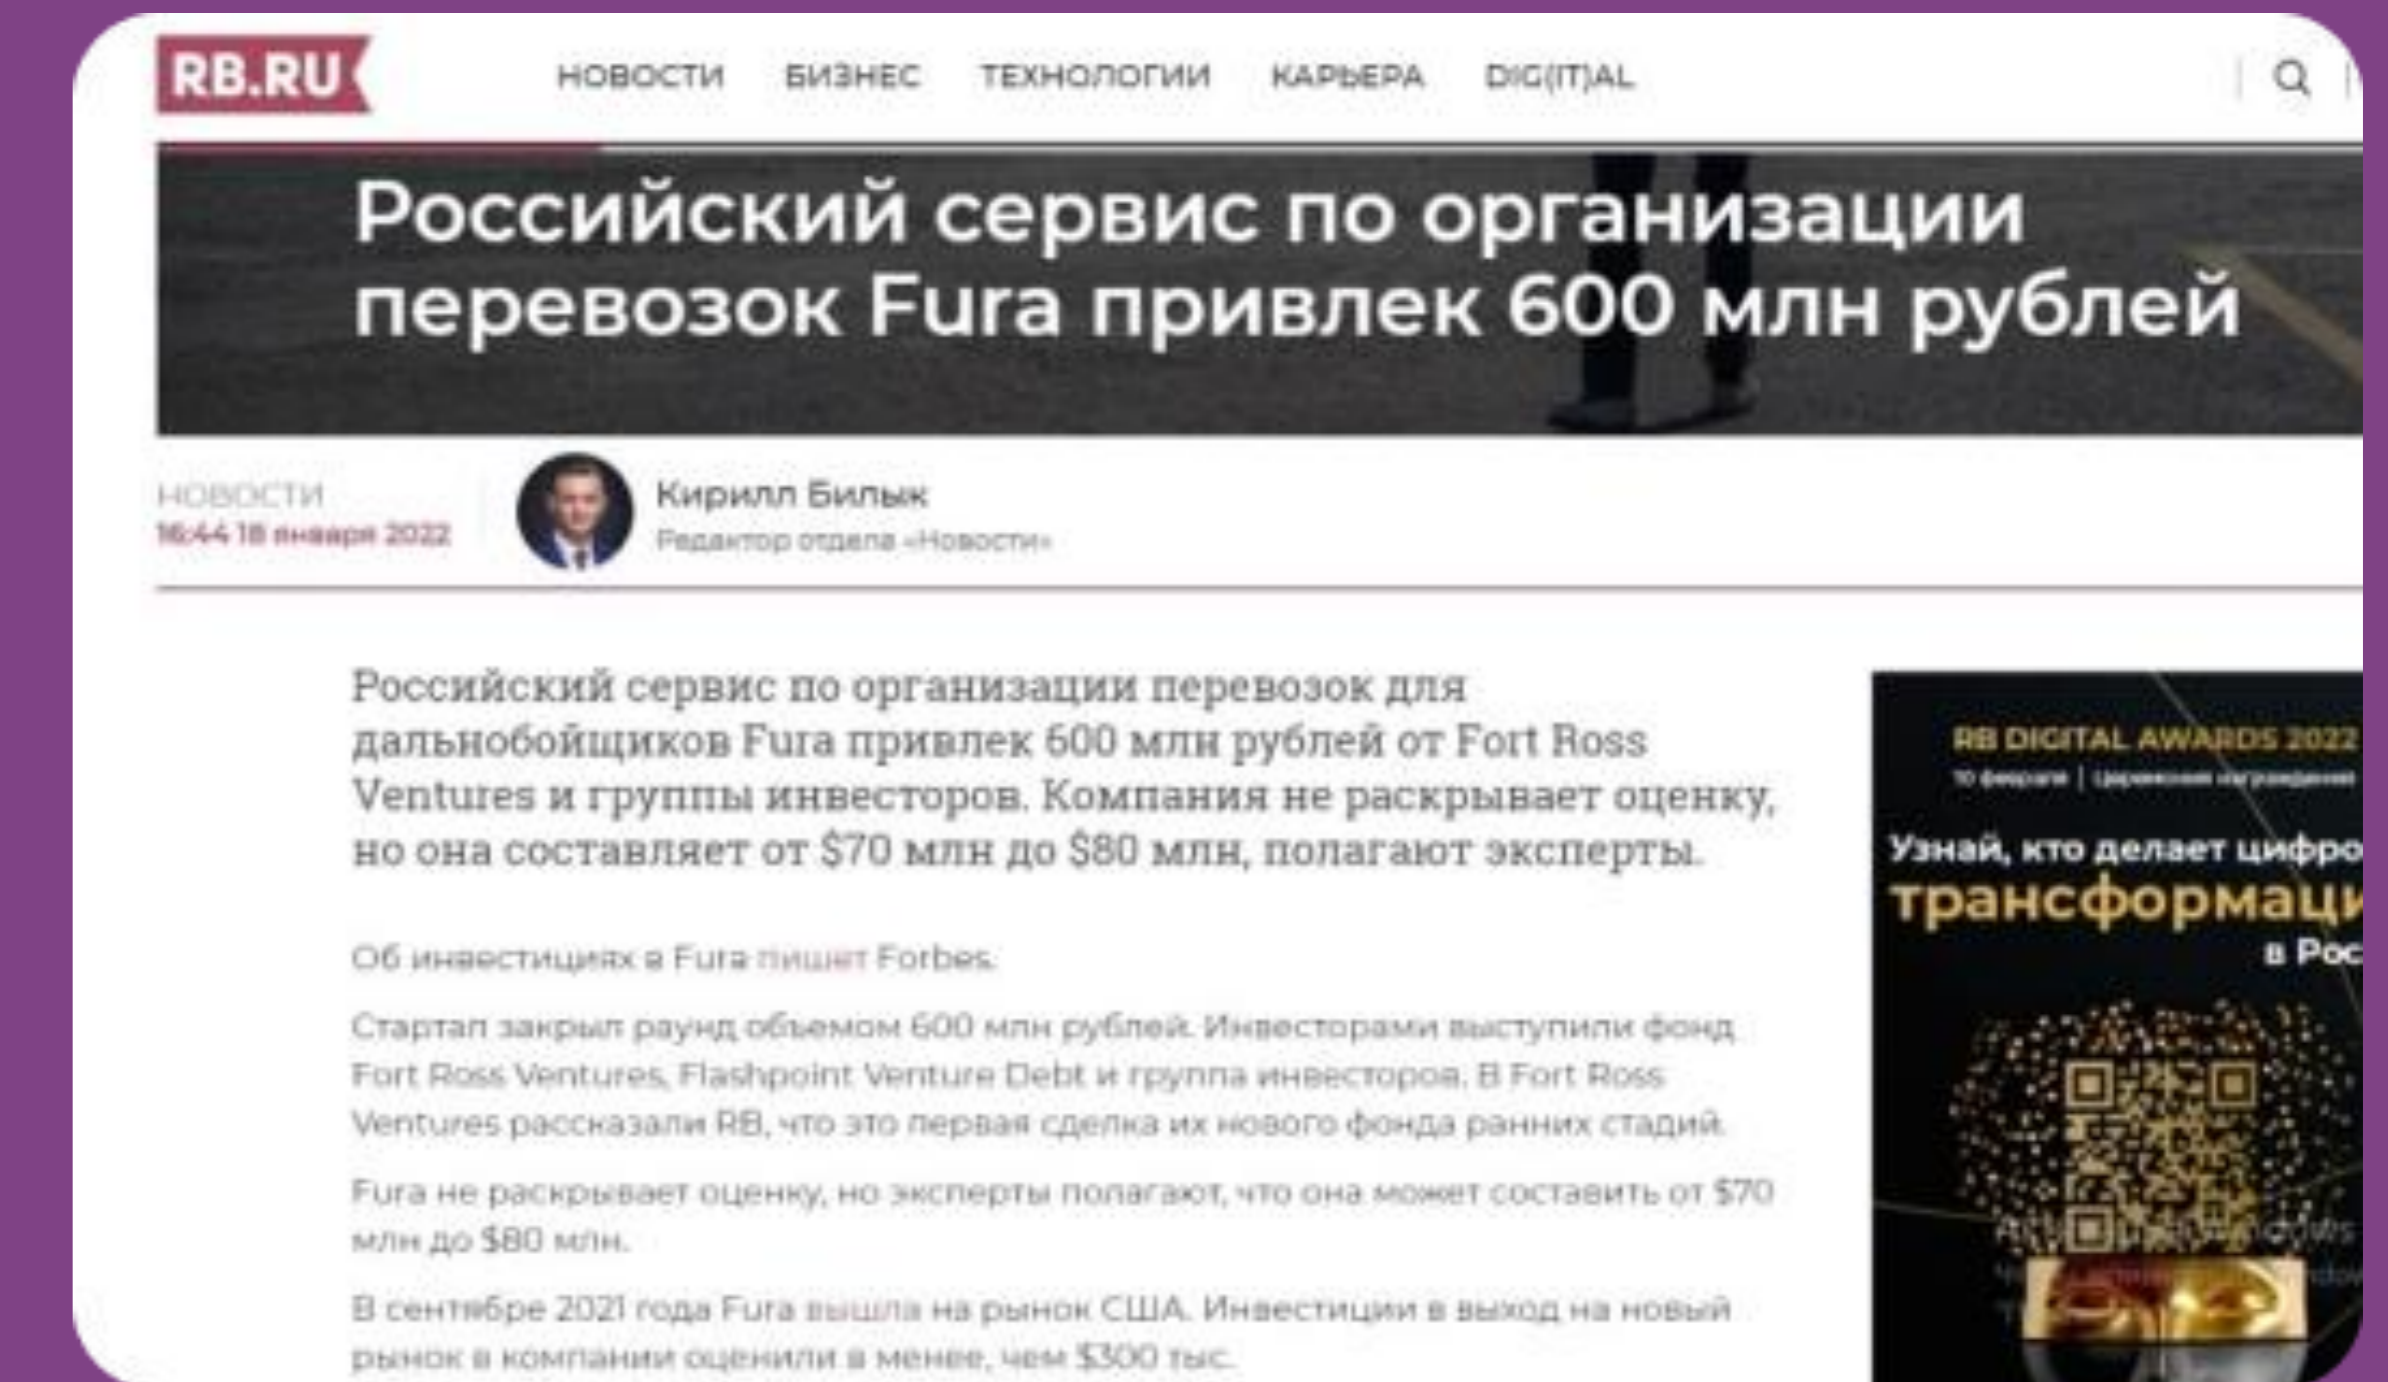 RB.RU
НОВОСТИ БИЗНЕС ТЕХНОЛОГИИ КАРЬЕРА DIG(IT)AL
Российский сервис по организации
перевозок Fura привлек 600 млн рублей
НОВОСТИ
16:44 18 января 2022
Кирилл Билык
Редактор отдела «Новости»
Российский сервис по организации перевозок для
дальнобойщиков Fura привлек 600 млн рублей от Fort Ross
Ventures и группы инвесторов. Компания не раскрывает оценку,
но она составляет от $70 млн до $80 млн, полагают эксперты.
Об инвестициях в Fura пишет Forbes.
Стартап закрыл раунд объемом 600 млн рублей. Инвесторами выступили фонд
Fort Ross Ventures, Flashpoint Venture Debt и группа инвесторов. В Fort Ross
Ventures рассказали RB, что это первая сделка их нового фонда ранних стадий.
Fura не раскрывает оценку, но эксперты полагают, что она может составить от $70
млн до $80 млн.
В сентябре 2021 года Fura вышла на рынок США. Инвестиции в выход на новый
рынок в компании оценили в менее, чем $300 тыс.
RB DIGITAL AWARDS 2022
10 февраля | Церемония награждения
Узнай, кто делает цифро
трансформаци
в Рос